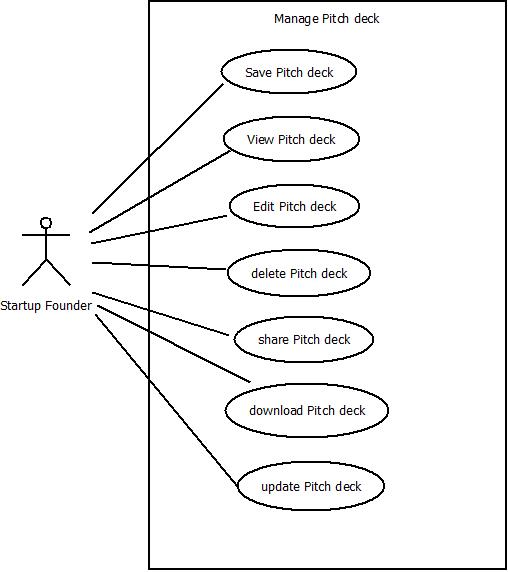 Manage Pitch deck
Save Pitch deck
View Pitch deck
Edit Pitch deck
delete Pitch deck
Startup Founder
share Pitch deck
download Pitch deck
update Pitch deck